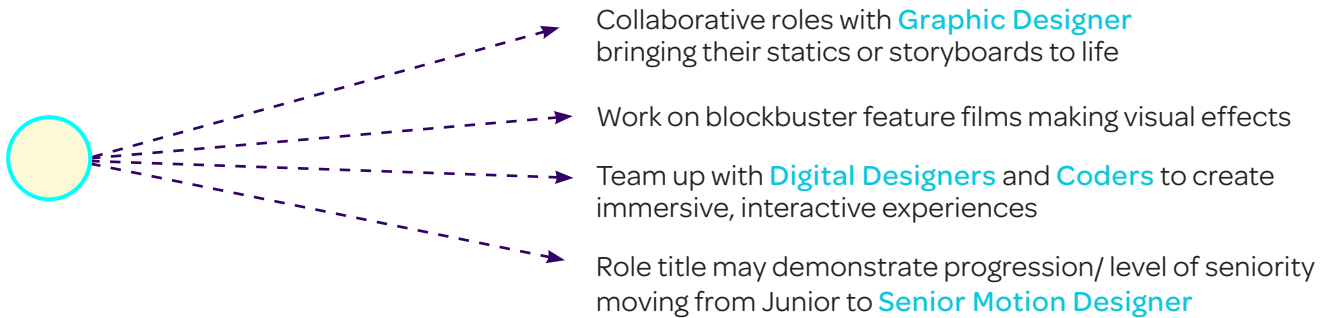 Collaborative roles with Graphic Designer
bringing their statics or storyboards to life
Work on blockbuster feature films making visual effects
Team up with Digital Designers and Coders to create
immersive, interactive experiences
Role title may demonstrate progression/ level of seniority
moving from Junior to Senior Motion Designer